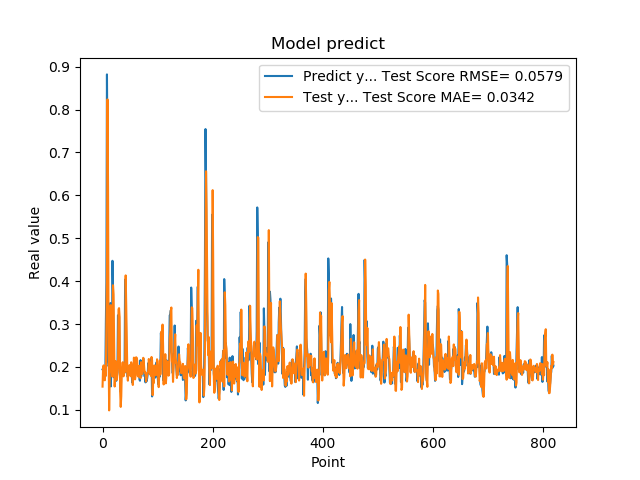 Model predict
Predict y... Test Score RMSE= 0.0579
Test y... Test Score MAE= 0.0342
Real value
0.9
0.8
0.7
0.6
0.5
0.4
0.3
0.2
0.1
0 200 400 600 800
Point